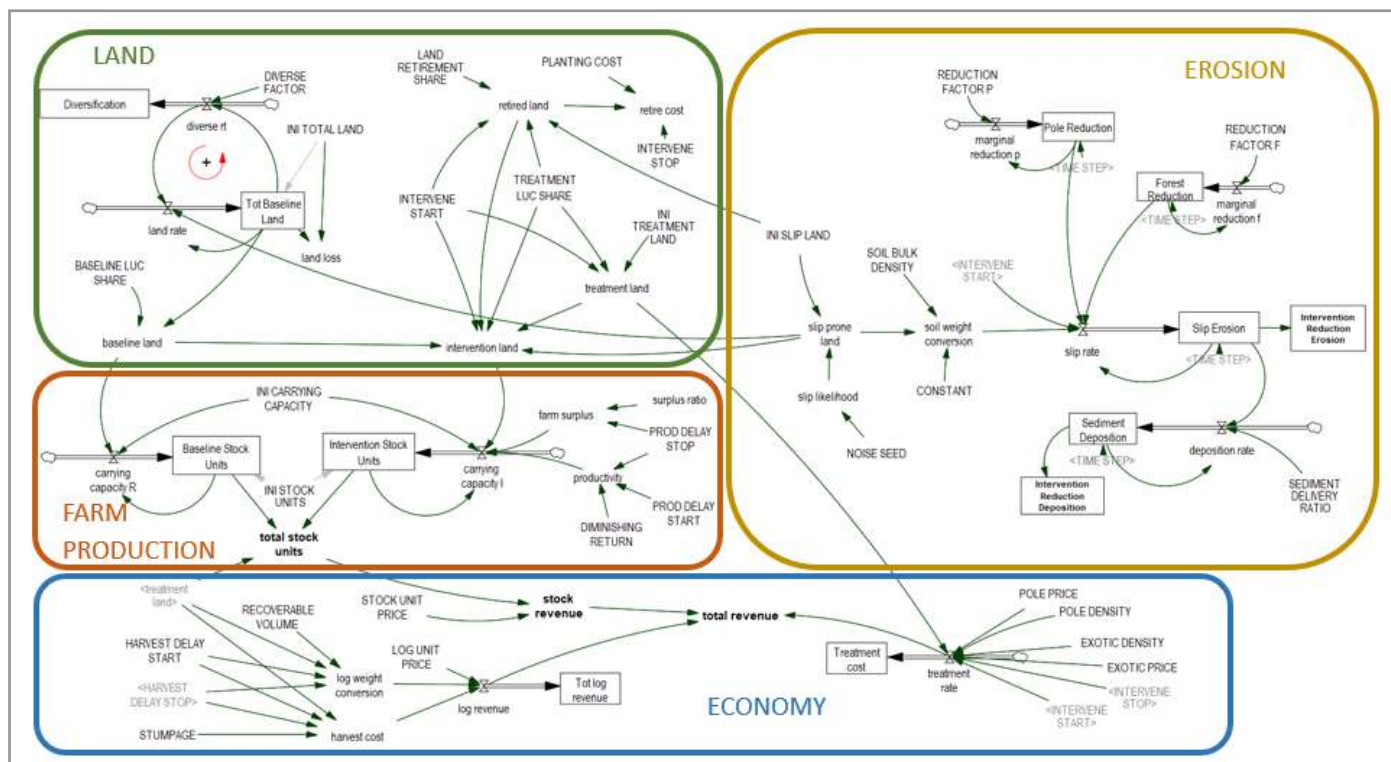 LAND
Diversification
DIVERSE
FACTOR
diverse rt
INI TOTAL LAND
+
Tot Baseline
Land
land rate
land loss
BASELINE LUC
SHARE
baseline land
LAND
RETIREMENT
SHARE
PLANTING COST
retired land
retire cost
INTERVENE
STOP
INTERVENE
START
TREATMENT
LUC SHARE
INI
TREATMENT
LAND
treatment land
intervention land
EROSION
REDUCTION
FACTOR P
marginal
reduction p
Pole Reduction
<TIME STEP>
REDUCTION
FACTOR F
Forest
Reduction
marginal
reduction f
<TIME STEP>
INI SLIP LAND
SOIL BULK
DENSITY
<INTERVENE
START>
slip prone
land
soil weight
conversion
slip rate
Slip Erosion
<TIME STEP>
Intervention
Reduction
Erosion
slip likelihood
CONSTANT
NOISE SEED
Sediment
Deposition
<TIME STEP>
deposition rate
Intervention
Reduction
Deposition
SEDIMENT
DELIVERY
RATIO
INI CARRYING
CAPACITY
farm surplus
surplus ratio
PROD DELAY
STOP
Baseline Stock
Units
Intervention Stock
Units
carrying
capacity R
carrying
capacity I
INI STOCK
UNITS
productivity
PROD DELAY
START
DIMINISHING
RETURN
total stock
units
FARM
PRODUCTION
<treatment
land>
RECOVERABLE
VOLUME
STOCK UNIT
PRICE
stock
revenue
total revenue
HARVEST DELAY
START
LOG UNIT
PRICE
log weight
conversion
<HARVEST
DELAY STOP>
log revenue
Tot log
revenue
STUMPAGE
harvest cost
ECONOMY
Treatment
cost
treatment
rate
POLE PRICE
POLE DENSITY
EXOTIC DENSITY
EXOTIC PRICE
<INTERVENE
STOP>
<INTERVENE
START>